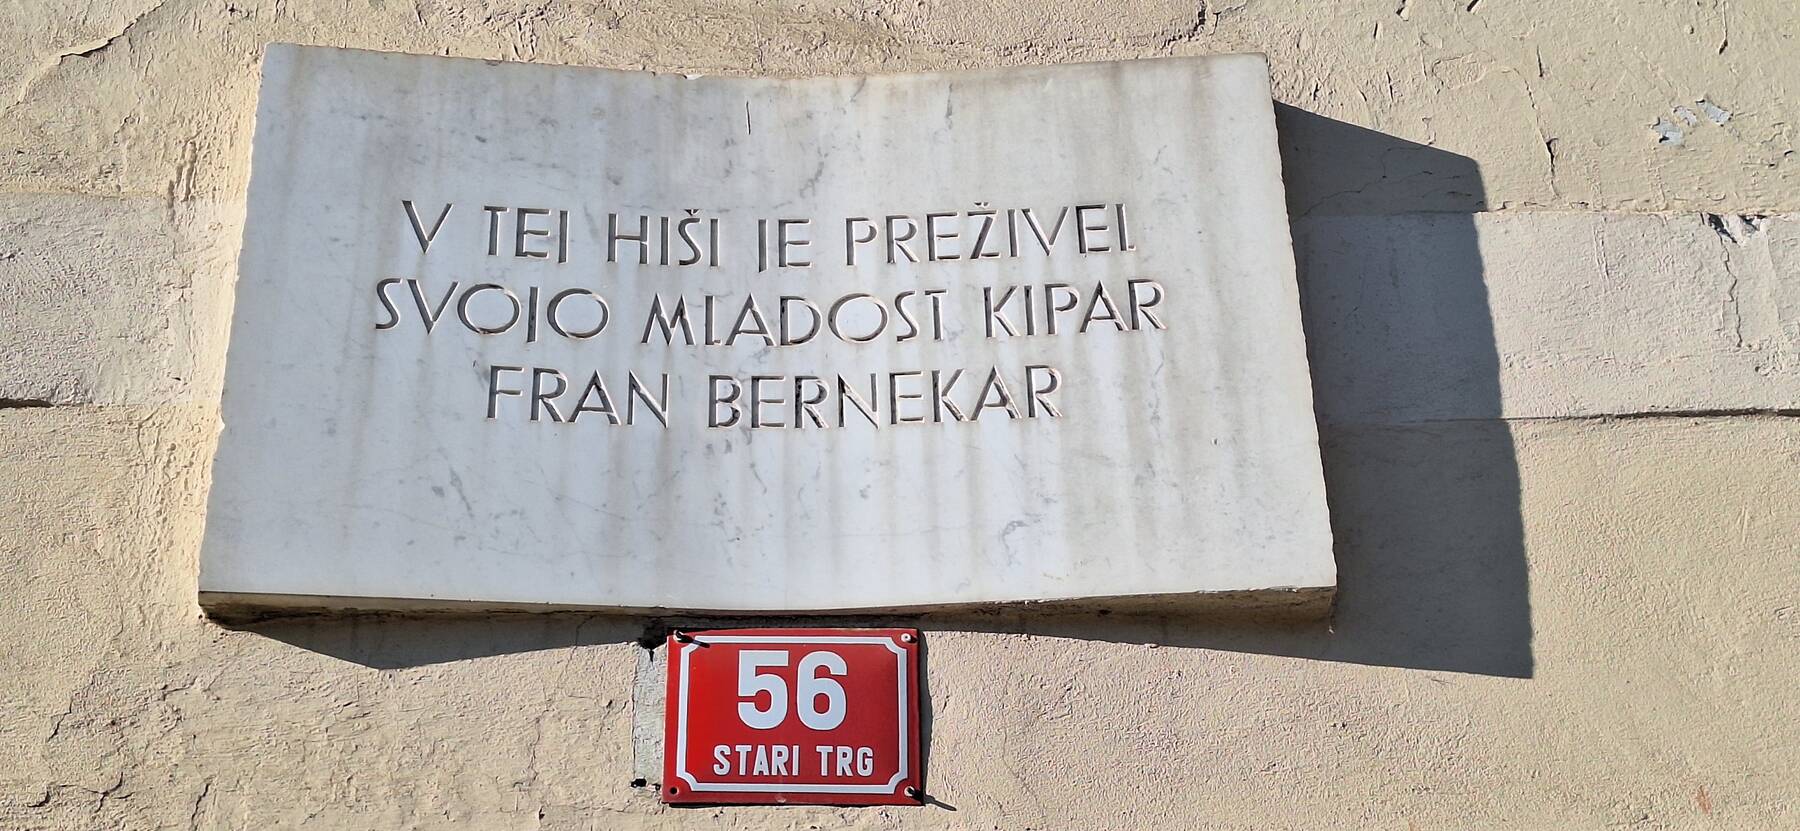 V TEJ HIŠI JE PREŽIVEL
SVOJO MLADOST KIPAR
FRAN BERNEKAR
56
STARI TRG